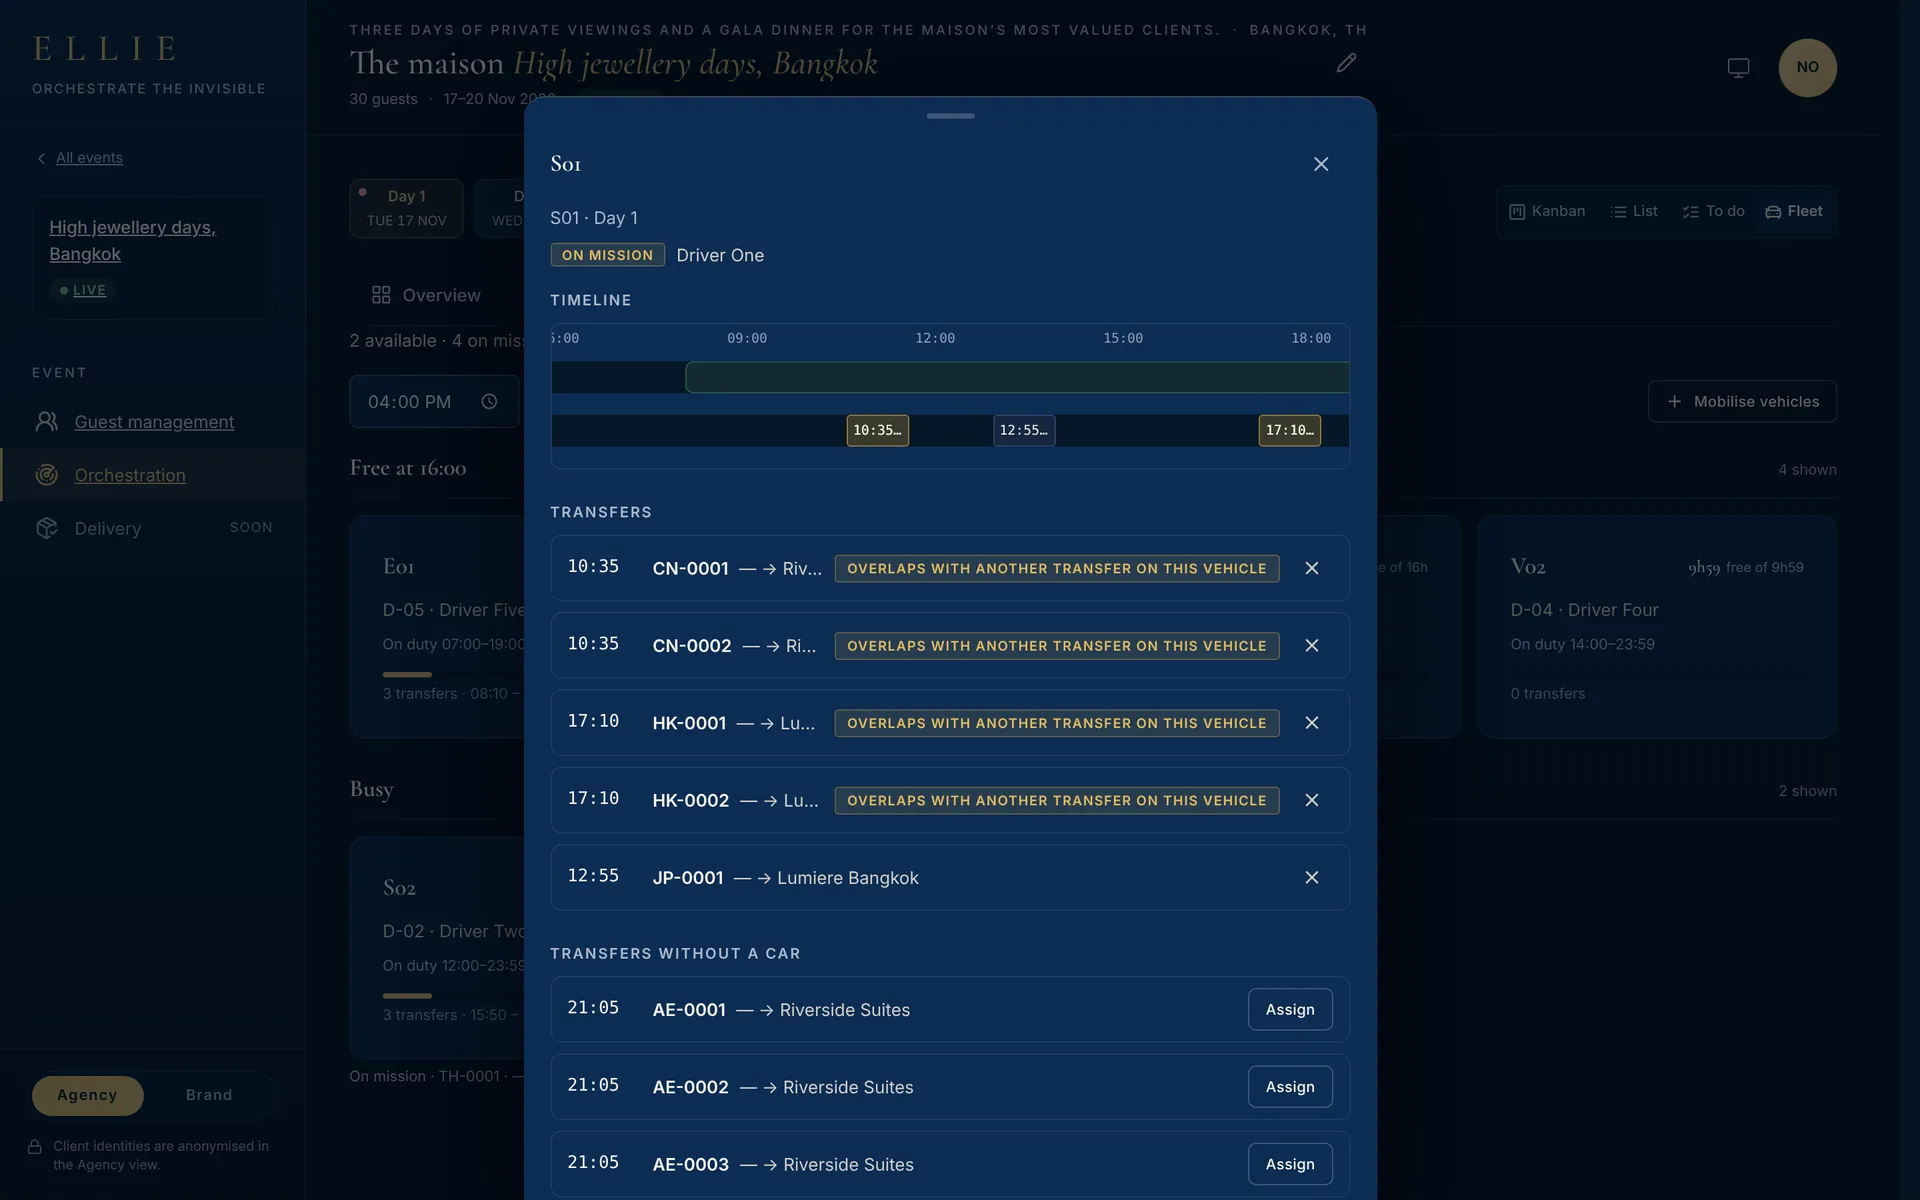 ELLIE
ORCHESTRATE THE INVISIBLE
All events
High jewellery days,
Bangkok
LIVE
EVENT
Guest management
Orchestration
Delivery SOON
Agency Brand
Client identities are anonymised in
the Agency view.
THREE DAYS OF PRIVATE VIEWINGS AND A GALA DINNER FOR THE MAISON'S MOST VALUED CLIENTS. · BANGKOK, TH
The maison High jewellery days, Bangkok
30 guests · 17–20 Nov
NO
Day 1
TUE 17 NOV
WED
Kanban List To do Fleet
Overview
2 available · 4 on
04:00 PM
Mobilise vehicles
Free at 16:00
4 shown
E01
D-05 · Driver Five
On duty 07:00–19:00
3 transfers · 08:10 –
e of 16h
V02 9h59 free of 9h59
D-04 · Driver Four
On duty 14:00–23:59
0 transfers
Busy
2 shown
S02
D-02 · Driver Two
On duty 12:00–23:59
3 transfers · 15:50 –
On mission · TH-0001 · —
S01
S01 · Day 1
ON MISSION Driver One
TIMELINE
:00 09:00 12:00 15:00 18:00
10:35… 12:55… 17:10…
TRANSFERS
10:35 CN-0001 — → Riv… OVERLAPS WITH ANOTHER TRANSFER ON THIS VEHICLE
10:35 CN-0002 — → Ri… OVERLAPS WITH ANOTHER TRANSFER ON THIS VEHICLE
17:10 HK-0001 — → Lu… OVERLAPS WITH ANOTHER TRANSFER ON THIS VEHICLE
17:10 HK-0002 — → Lu… OVERLAPS WITH ANOTHER TRANSFER ON THIS VEHICLE
12:55 JP-0001 — → Lumiere Bangkok
TRANSFERS WITHOUT A CAR
21:05 AE-0001 — → Riverside Suites Assign
21:05 AE-0002 — → Riverside Suites Assign
21:05 AE-0003 — → Riverside Suites Assign